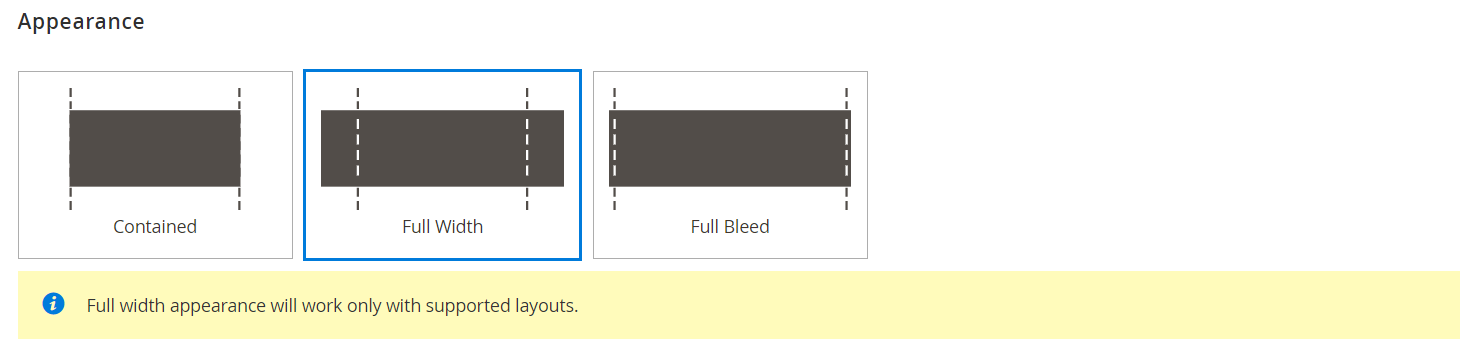 Appearance
Contained
Full Width
Full Bleed
Full width appearance will work only with supported layouts.